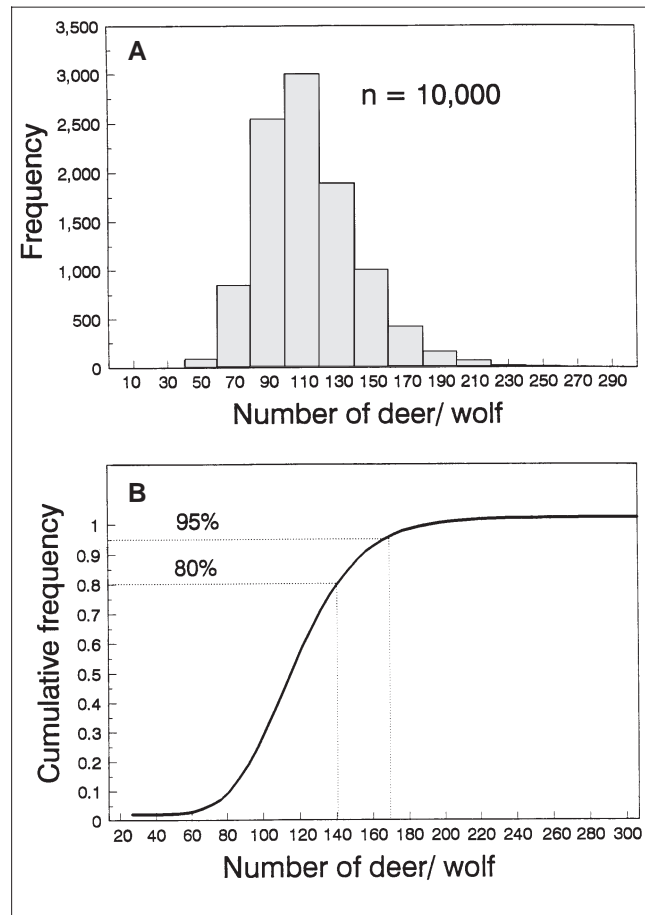 A
n = 10,000
3,500
3,000
2,500
2,000
1,500
1,000
500
0
Frequency
10 30 50 70 90 110 130 150 170 190 210 230 250 270 290
Number of deer/ wolf
B
95%
80%
1
0.9
0.8
0.7
0.6
0.5
0.4
0.3
0.2
0.1
0
Cumulative frequency
20 40 60 80 100 120 140 160 180 200 220 240 260 280 300
Number of deer/ wolf